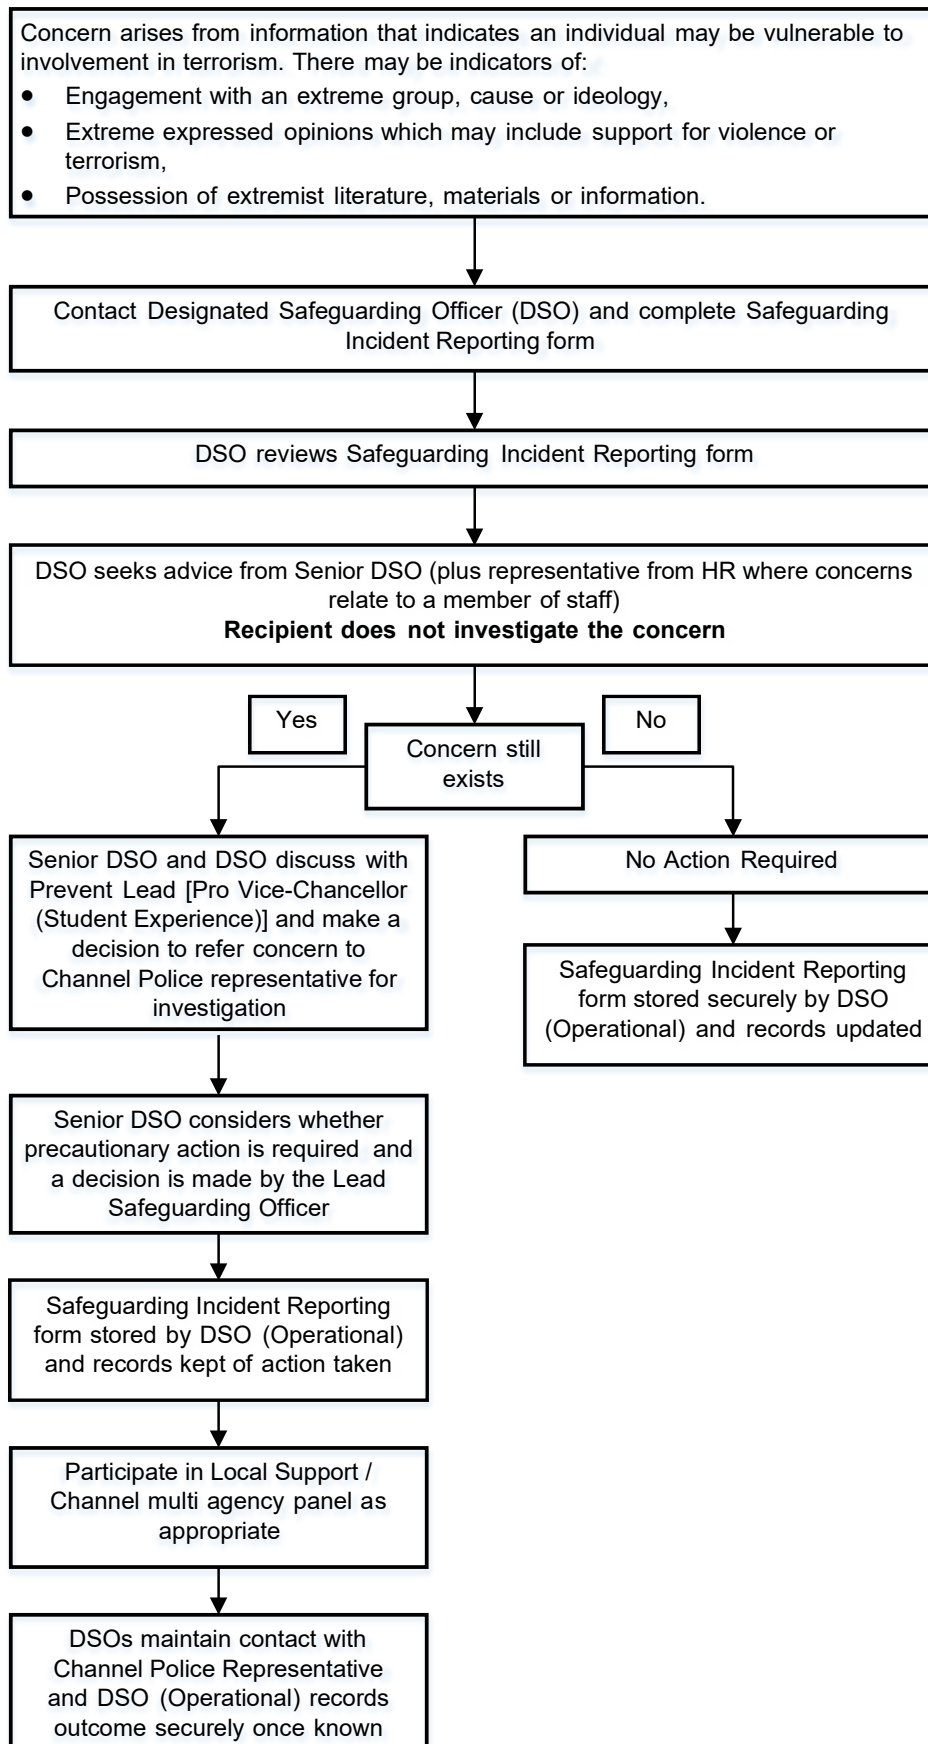 Concern arises from information that indicates an individual may be vulnerable to
involvement in terrorism. There may be indicators of:
• Engagement with an extreme group, cause or ideology,
• Extreme expressed opinions which may include support for violence or
terrorism,
• Possession of extremist literature, materials or information.
Contact Designated Safeguarding Officer (DSO) and complete Safeguarding
Incident Reporting form
DSO reviews Safeguarding Incident Reporting form
DSO seeks advice from Senior DSO (plus representative from HR where concerns
relate to a member of staff)
Recipient does not investigate the concern
Yes
No
Concern still
exists
Senior DSO and DSO discuss with
Prevent Lead [Pro Vice-Chancellor
(Student Experience)] and make a
decision to refer concern to
Channel Police representative for
investigation
No Action Required
Safeguarding Incident Reporting
form stored securely by DSO
(Operational) and records updated
Senior DSO considers whether
precautionary action is required and
a decision is made by the Lead
Safeguarding Officer
Safeguarding Incident Reporting
form stored by DSO (Operational)
and records kept of action taken
Participate in Local Support /
Channel multi agency panel as
appropriate
DSOs maintain contact with
Channel Police Representative
and DSO (Operational) records
outcome securely once known